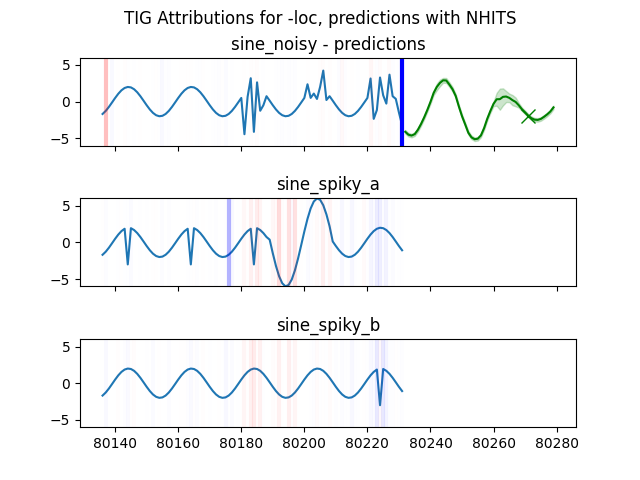 TIG Attributions for -loc, predictions with NHITS
sine_noisy - predictions
5
0
−5
sine_spiky_a
5
0
−5
sine_spiky_b
5
0
−5
80140 80160 80180 80200 80220 80240 80260 80280